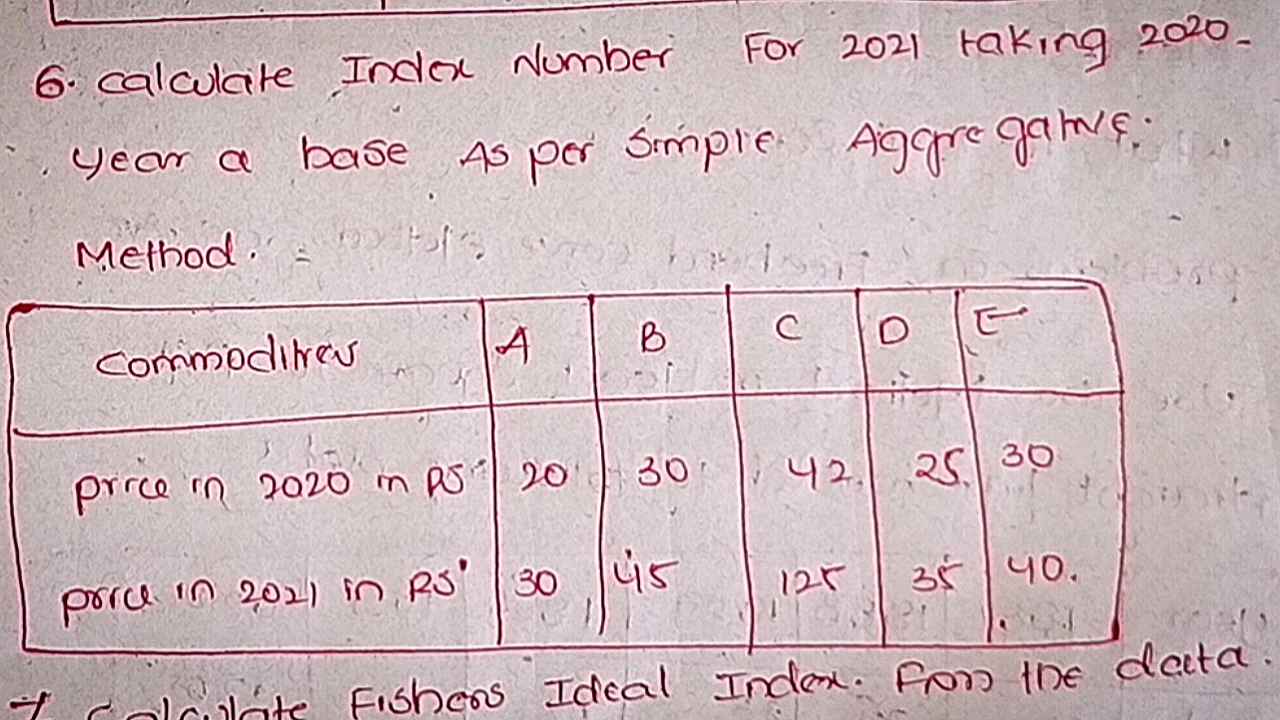 6. calculate Index Number For 2021 taking 2020-
year a base As per simple Aggregative.
Method. =
commodities A B C D E
price in 2020 in RS 20 30 42 25 30
price in 2021 in RS 30 45 125 35 40.
7 calculate Fishers Ideal Index. From the data.